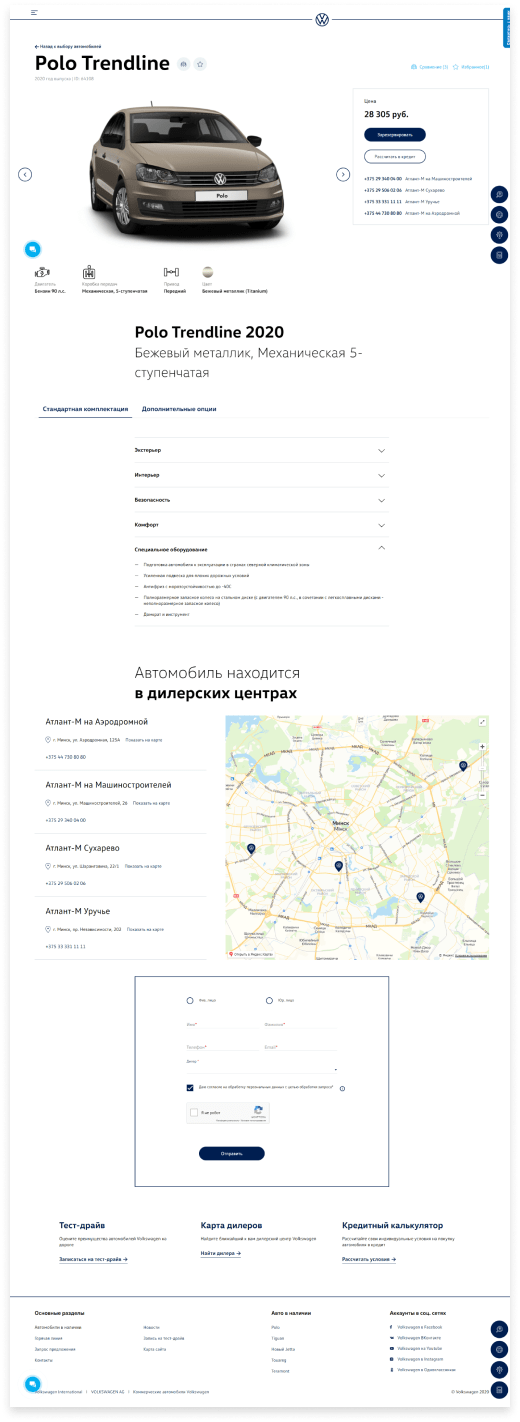 ← Назад к выбору автомобилей
Polo Trendline
2020 год выпуска | ID: 64198
Сравнение (0)
Избранное(1)
Цена
28 305 руб.
Зарезервировать
Рассчитать в кредит
+375 29 340 04 00 Атлант-М на Машиностроителей
+375 29 506 02 06 Атлант-М Сухарево
+375 33 331 11 11 Атлант-М Уручье
+375 44 730 80 80 Атлант-М на Аэродромной
Polo
Двигатель
Бензин 90 л.с.
Коробка передач
Механическая, 5-ступенчатая
Привод
Передний
Цвет
Бежевый металлик (Titanium)
Polo Trendline 2020
Бежевый металлик, Механическая 5-
ступенчатая
Стандартная комплектация
Дополнительные опции
Экстерьер
Интерьер
Безопасность
Комфорт
Специальное оборудование
— Подготовка автомобиля к эксплуатации в странах северной климатической зоны
— Усиленная подвеска для плохих дорожных условий
— Антифриз с морозоустойчивостью до -40С
— Полноразмерное запасное колесо на стальном диске (с двигателем 90 л.с., в сочетании с легкосплавными дисками -
неполноразмерное запасное колесо)
— Домкрат и инструмент
Автомобиль находится
в дилерских центрах
Атлант-М на Аэродромной
г. Минск, ул. Аэродромная, 125А Показать на карте
+375 44 730 80 80
Атлант-М на Машиностроителей
г. Минск, ул. Машиностроителей, 26 Показать на карте
+375 29 340 04 00
Атлант-М Сухарево
г. Минск, ул. Шаранговича, 22/1 Показать на карте
+375 29 506 02 06
Атлант-М Уручье
г. Минск, пр. Независимости, 202 Показать на карте
+375 33 331 11 11
Минск
МКАД
Открыть в Яндекс.Картах
Физ. лицо
Юр. лицо
Имя*
Фамилия*
Телефон*
Email*
Даю согласие на обработку персональных данных с целью обработки запроса*
Я не робот
reCAPTCHA
Отправить
Тест-драйв
Оцените преимущества автомобилей Volkswagen на
дороге
Записаться на тест-драйв →
Карта дилеров
Найдите ближайший к вам дилерский центр Volkswagen
Найти дилера →
Кредитный калькулятор
Рассчитайте свои индивидуальные условия на покупку
автомобиля в кредит
Рассчитать условия →
Основные разделы
Автомобили в наличии
Горячая линия
Запрос предложения
Контакты
Новости
Запись на тест-драйв
Карта сайта
Авто в наличии
Polo
Tiguan
Новый Jetta
Touareg
Teramont
Аккаунты в соц. сетях
Volkswagen в Facebook
Volkswagen ВКонтакте
Volkswagen на Youtube
Volkswagen в Instagram
Volkswagen в Одноклассниках
Volkswagen International | VOLKSWAGEN AG | Коммерческие автомобили Volkswagen
© Volkswagen 2020